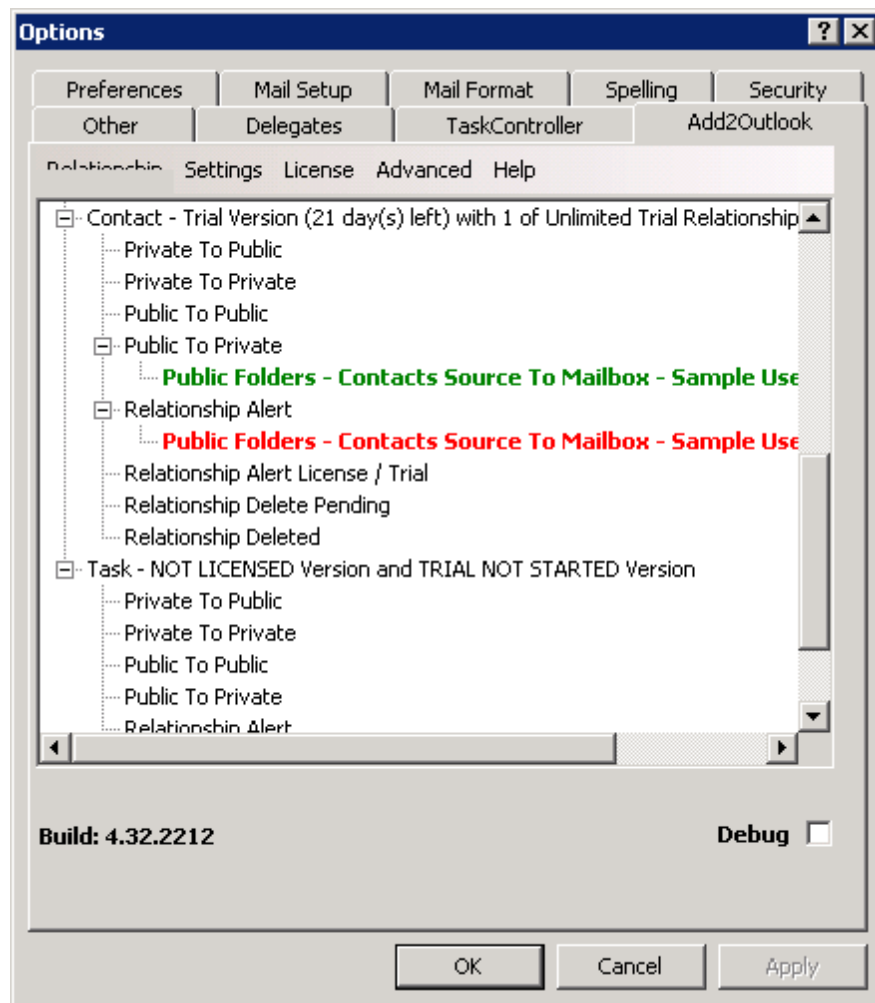 Options
Preferences Mail Setup Mail Format Spelling Security
Other Delegates TaskController Add2Outlook
Relationship Settings License Advanced Help
Contact - Trial Version (21 day(s) left) with 1 of Unlimited Trial Relationship
Private To Public
Private To Private
Public To Public
Public To Private
Public Folders - Contacts Source To Mailbox - Sample Use
Relationship Alert
Public Folders - Contacts Source To Mailbox - Sample Use
Relationship Alert License / Trial
Relationship Delete Pending
Relationship Deleted
Task - NOT LICENSED Version and TRIAL NOT STARTED Version
Private To Public
Private To Private
Public To Public
Public To Private
Relationship Alert
Build: 4.32.2212 Debug
OK Cancel Apply